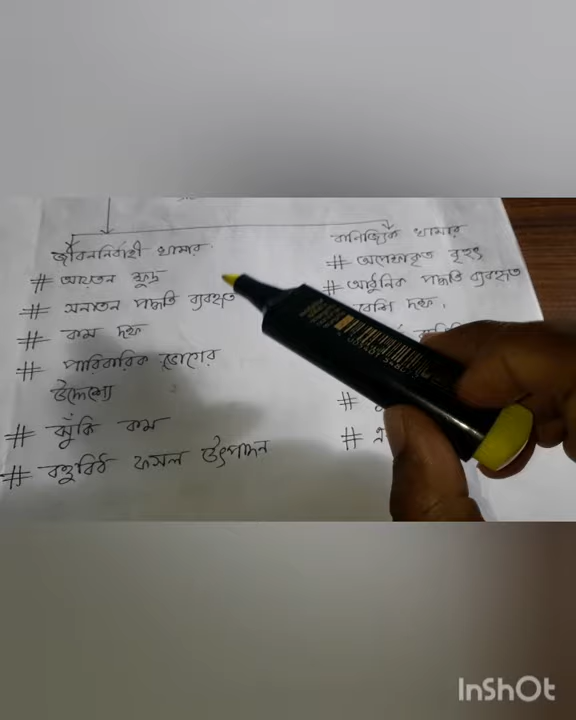 জীবননির্বাহী খামার
# আয়তন ক্ষুদ্র
# সনাতন পদ্ধতি ব্যবহৃত
# কম দক্ষ
# পারিবারিক ভোগের
উদ্দেশ্যে
# ঝুঁকি কম
# বহুবিধ ফসল উৎপাদন
বানিজ্যিক খামার
# অপেক্ষাকৃত বৃহৎ
# আধুনিক পদ্ধতি ব্যবহৃত
বেশি দক্ষ।
#
#
InShOt